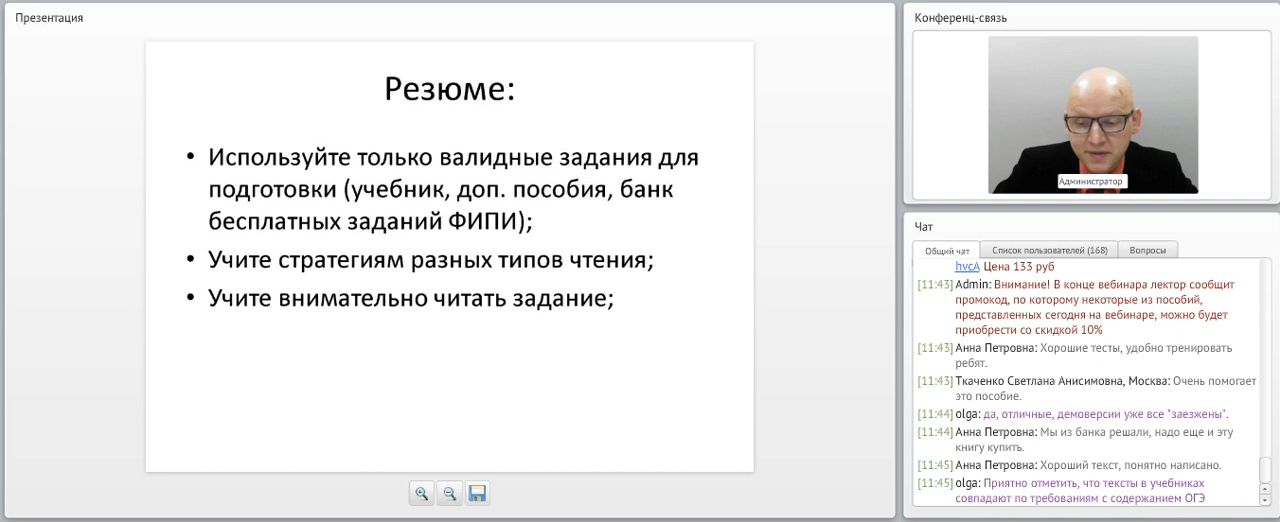 Презентация
Резюме:
• Используйте только валидные задания для
подготовки (учебник, доп. пособия, банк
бесплатных заданий ФИПИ);
• Учите стратегиям разных типов чтения;
• Учите внимательно читать задание;
Конференц-связь
Администратор
Чат
Общий чат
Список пользователей (168)
Вопросы
hvcA Цена 133 руб
[11:43] Admin: Внимание! В конце вебинара лектор сообщит
промокод, по которому некоторые из пособий,
представленных сегодня на вебинаре, можно будет
приобрести со скидкой 10%
[11:43] Анна Петровна: Хорошие тесты, удобно тренировать
ребят.
[11:43] Ткаченко Светлана Анисимовна, Москва: Очень помогает
это пособие.
[11:44] olga: да, отличные, демоверсии уже все "заезжены".
[11:44] Анна Петровна: Мы из банка решали, надо еще и эту
книгу купить.
[11:45] Анна Петровна: Хороший текст, понятно написано.
[11:45] olga: Приятно отметить, что тексты в учебниках
совпадают по требованиям с содержанием ОГЭ